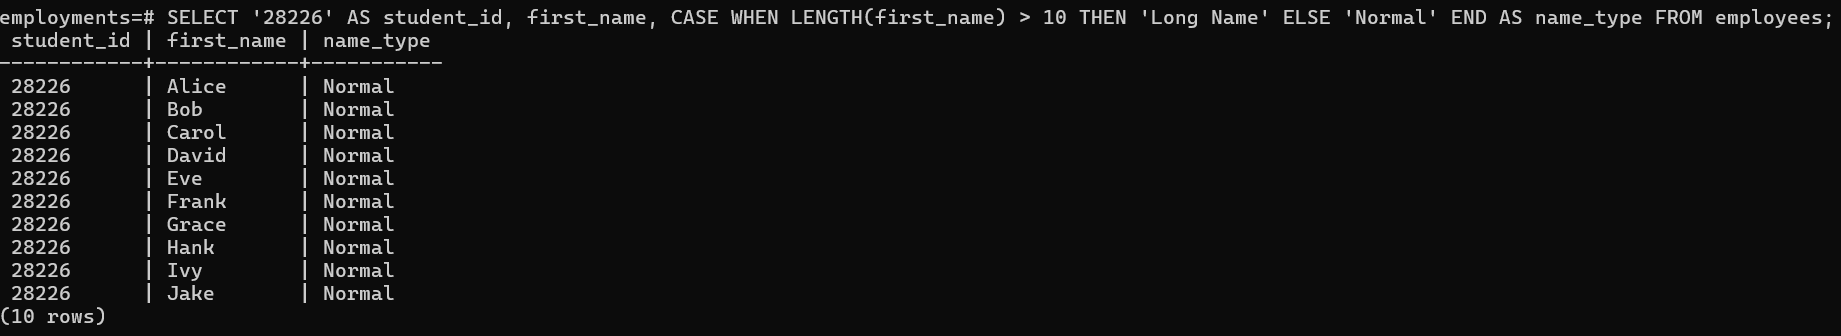 employments=# SELECT '28226' AS student_id, first_name, CASE WHEN LENGTH(first_name) > 10 THEN 'Long Name' ELSE 'Normal' END AS name_type FROM employees;
 student_id | first_name | name_type
------------+------------+-----------
 28226      | Alice      | Normal
 28226      | Bob        | Normal
 28226      | Carol      | Normal
 28226      | David      | Normal
 28226      | Eve        | Normal
 28226      | Frank      | Normal
 28226      | Grace      | Normal
 28226      | Hank       | Normal
 28226      | Ivy        | Normal
 28226      | Jake       | Normal
(10 rows)